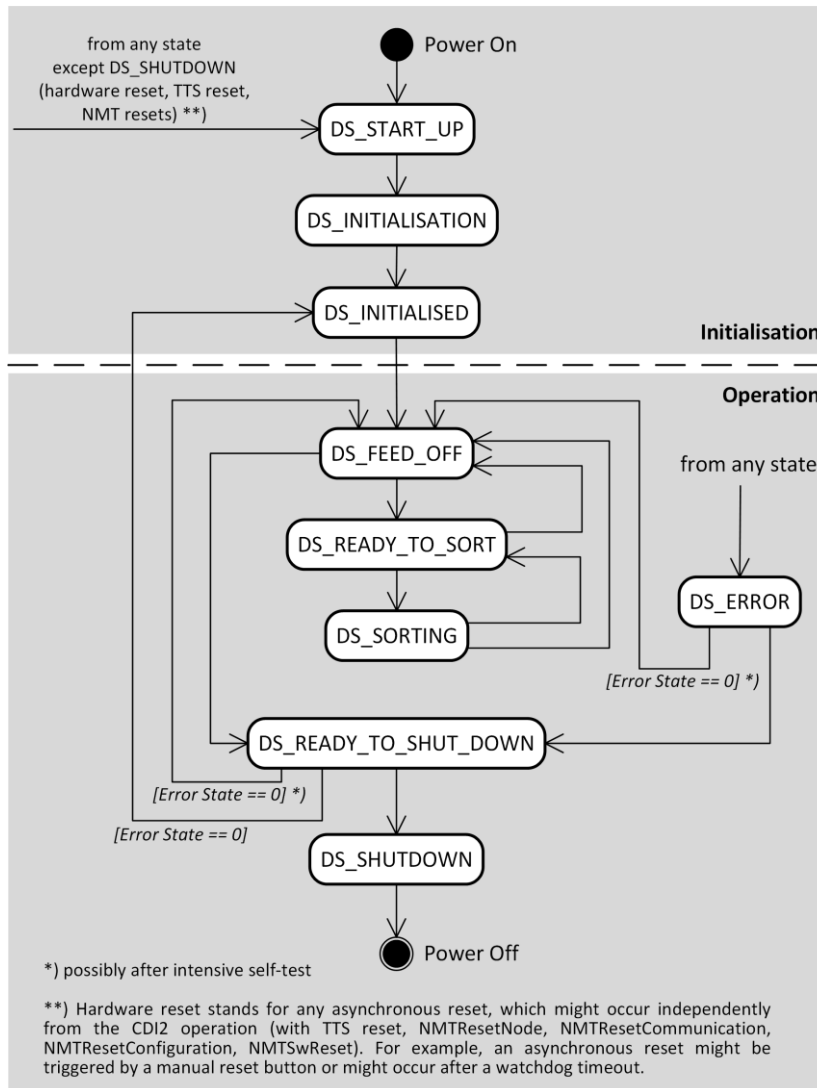 from any state
except DS_SHUTDOWN
(hardware reset, TTS reset,
NMT resets) **)
Power On
DS_START_UP
DS_INITIALISATION
DS_INITIALISED
Initialisation
Operation
DS_FEED_OFF
from any state
DS_READY_TO_SORT
DS_ERROR
DS_SORTING
[Error State == 0] *)
DS_READY_TO_SHUT_DOWN
[Error State == 0] *)
[Error State == 0]
DS_SHUTDOWN
Power Off
*) possibly after intensive self-test
**) Hardware reset stands for any asynchronous reset, which might occur independently
from the CDI2 operation (with TTS reset, NMTResetNode, NMTResetCommunication,
NMTResetConfiguration, NMTSwReset). For example, an asynchronous reset might be
triggered by a manual reset button or might occur after a watchdog timeout.